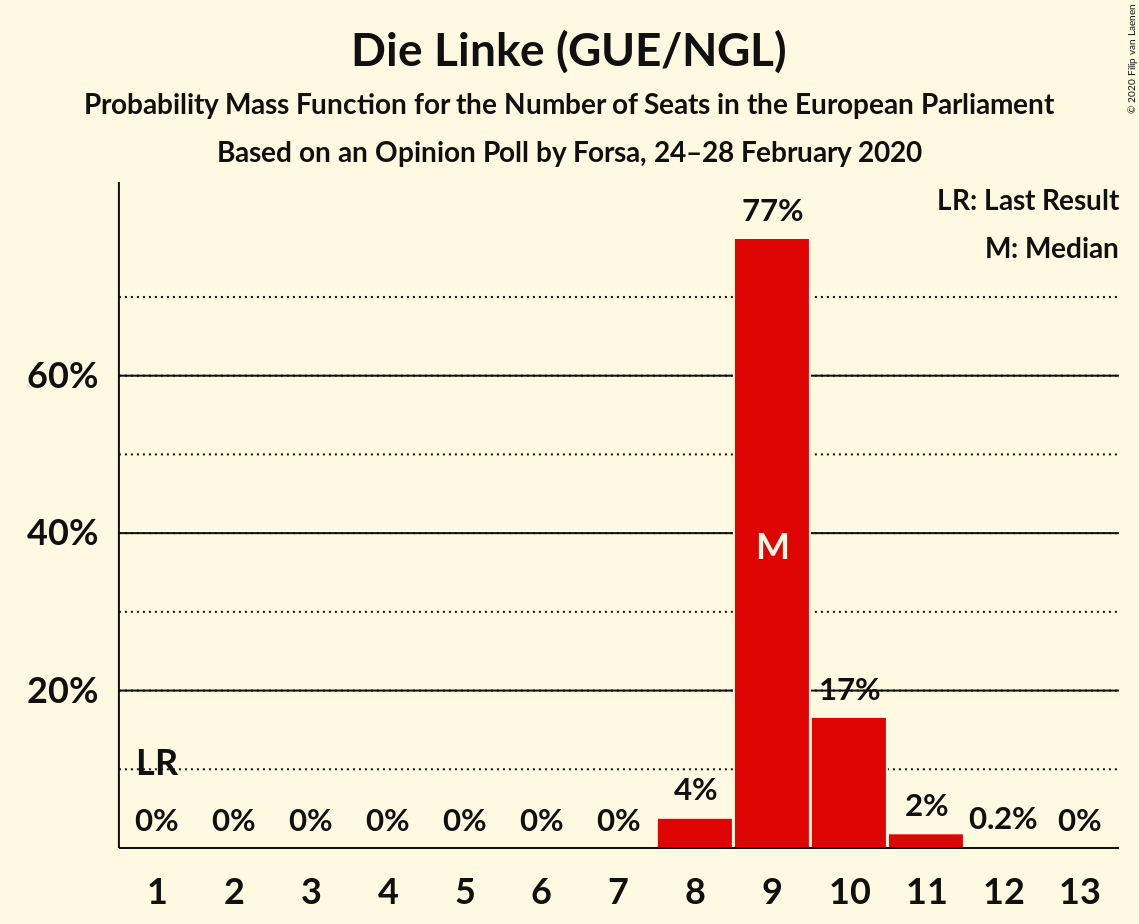 Die Linke (GUE/NGL)
Probability Mass Function for the Number of Seats in the European Parliament
Based on an Opinion Poll by Forsa, 24–28 February 2020
© 2020 Filip van Laenen
LR: Last Result
M: Median
77%
60%
40%
M
20%
17%
LR
0% 0% 0% 0% 0% 0% 0% 4% 2% 0.2% 0%
1 2 3 4 5 6 7 8 9 10 11 12 13